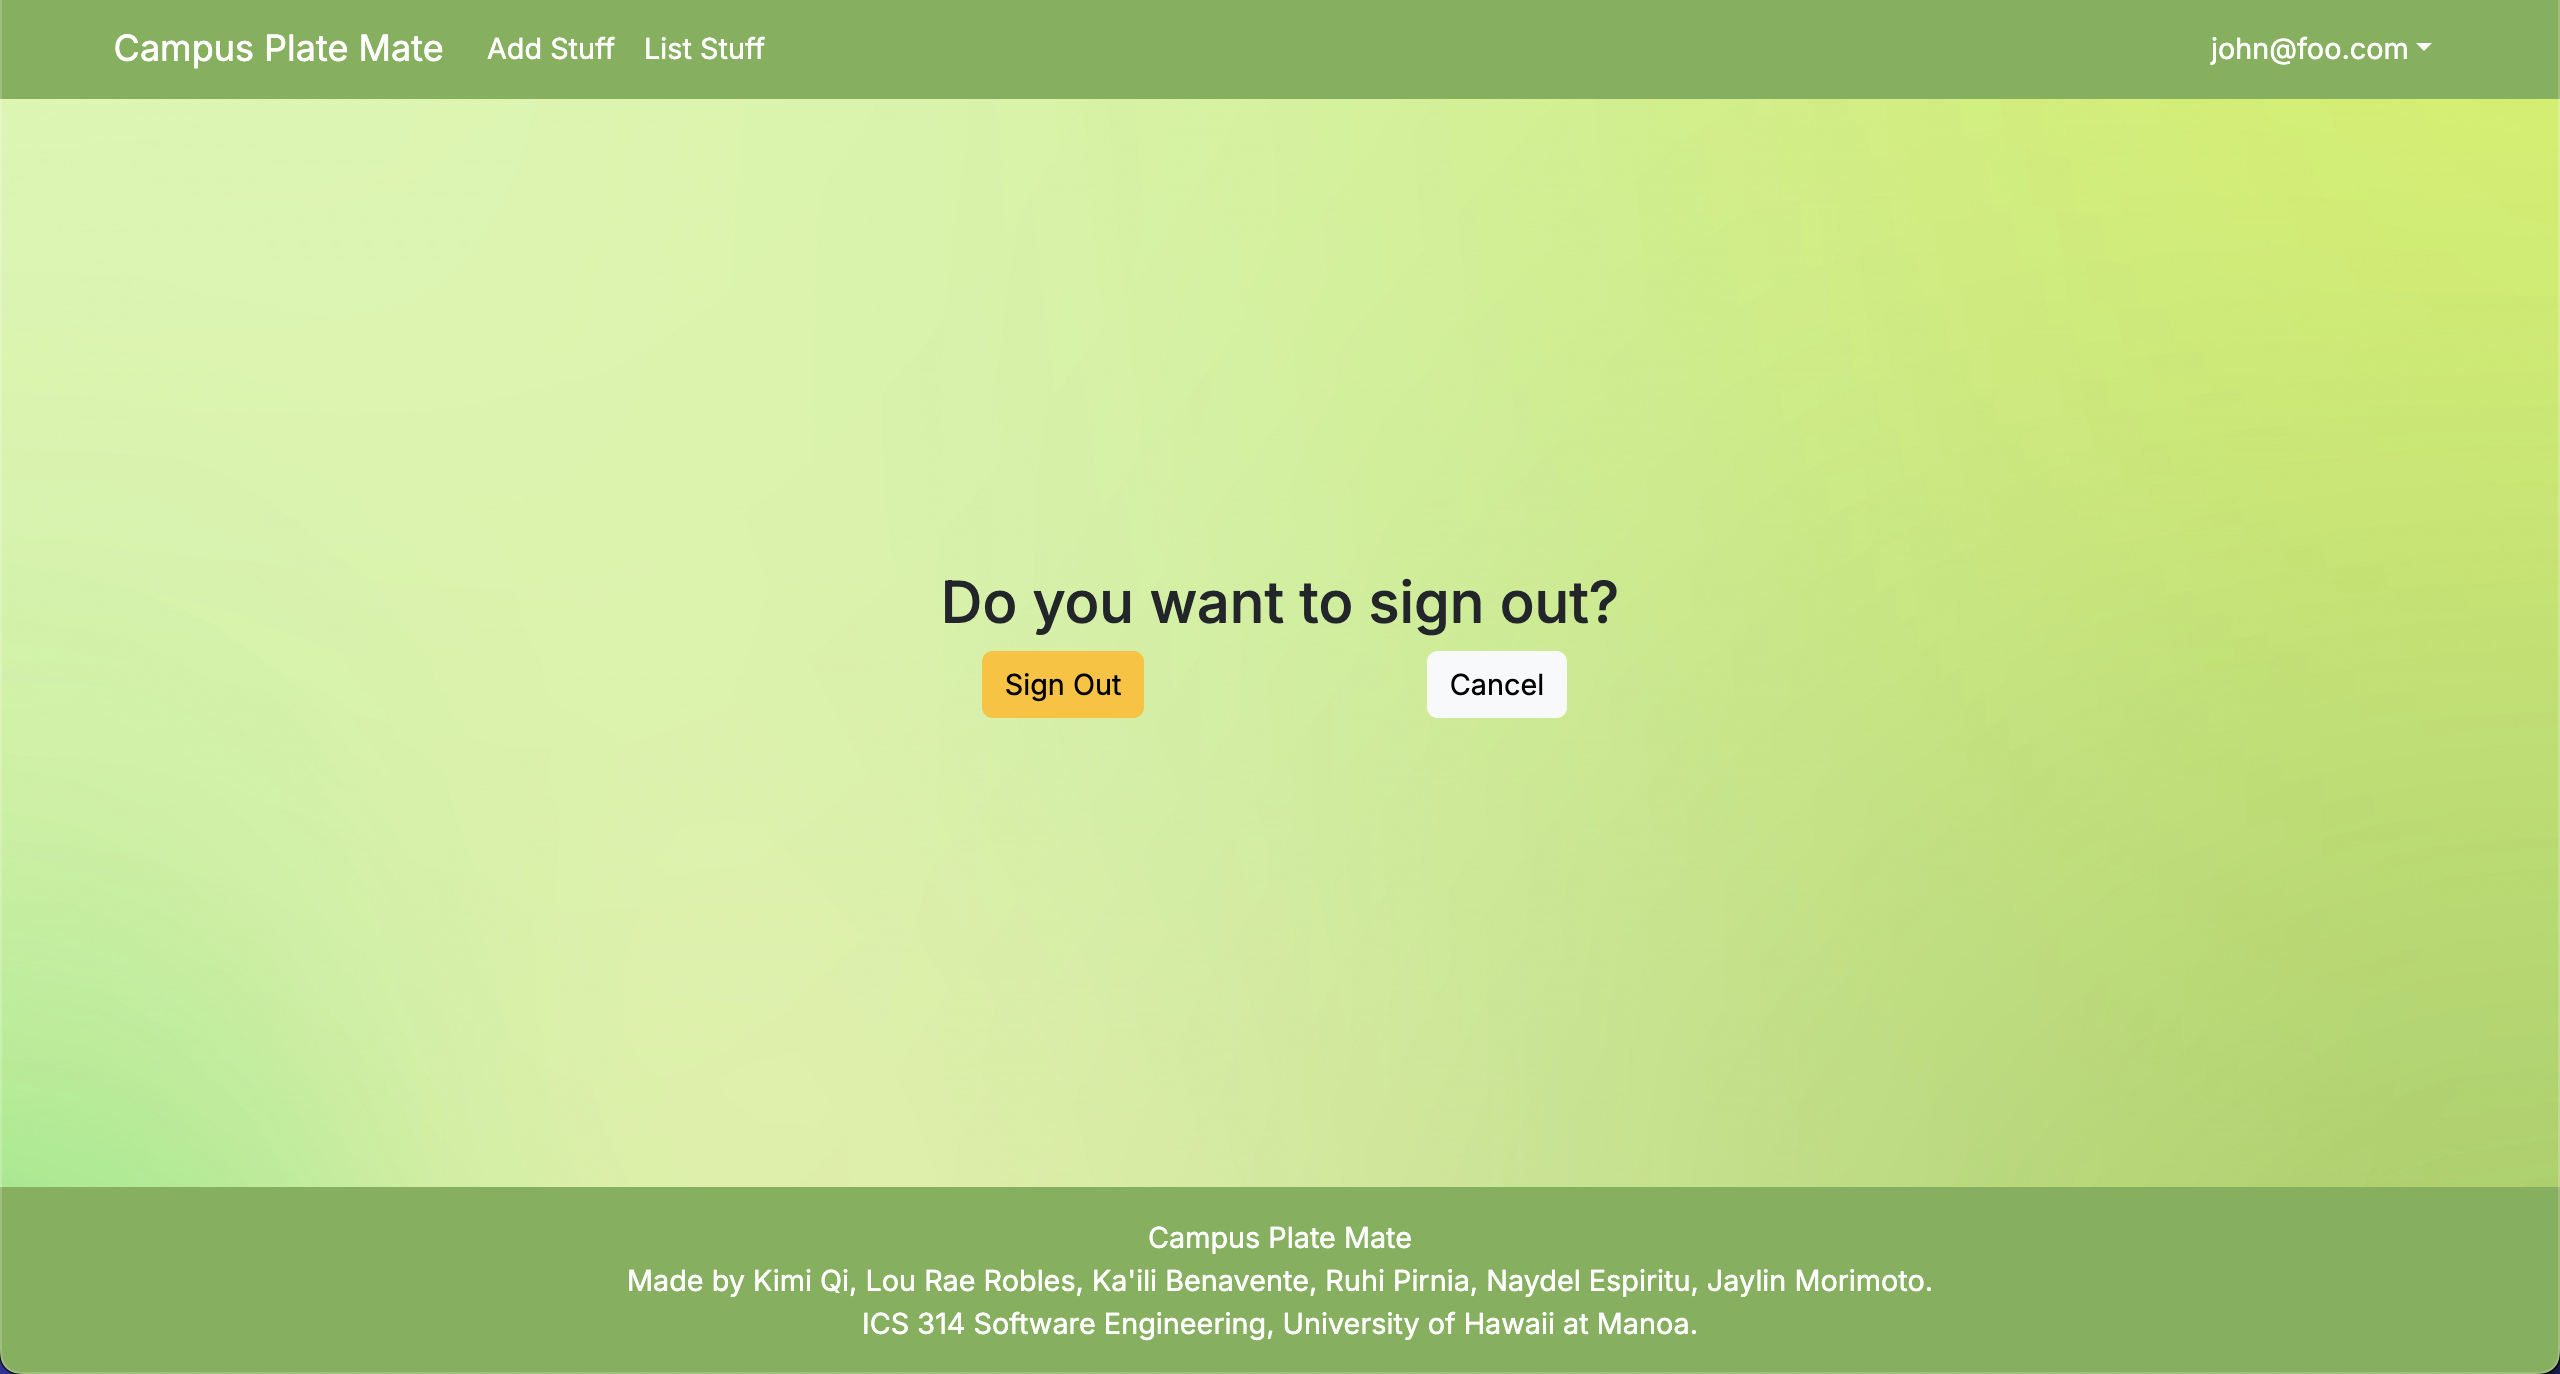 Campus Plate Mate Add Stuff List Stuff john@foo.com
Do you want to sign out?
Sign Out Cancel
Campus Plate Mate
Made by Kimi Qi, Lou Rae Robles, Ka'ili Benavente, Ruhi Pirnia, Naydel Espiritu, Jaylin Morimoto.
ICS 314 Software Engineering, University of Hawaii at Manoa.